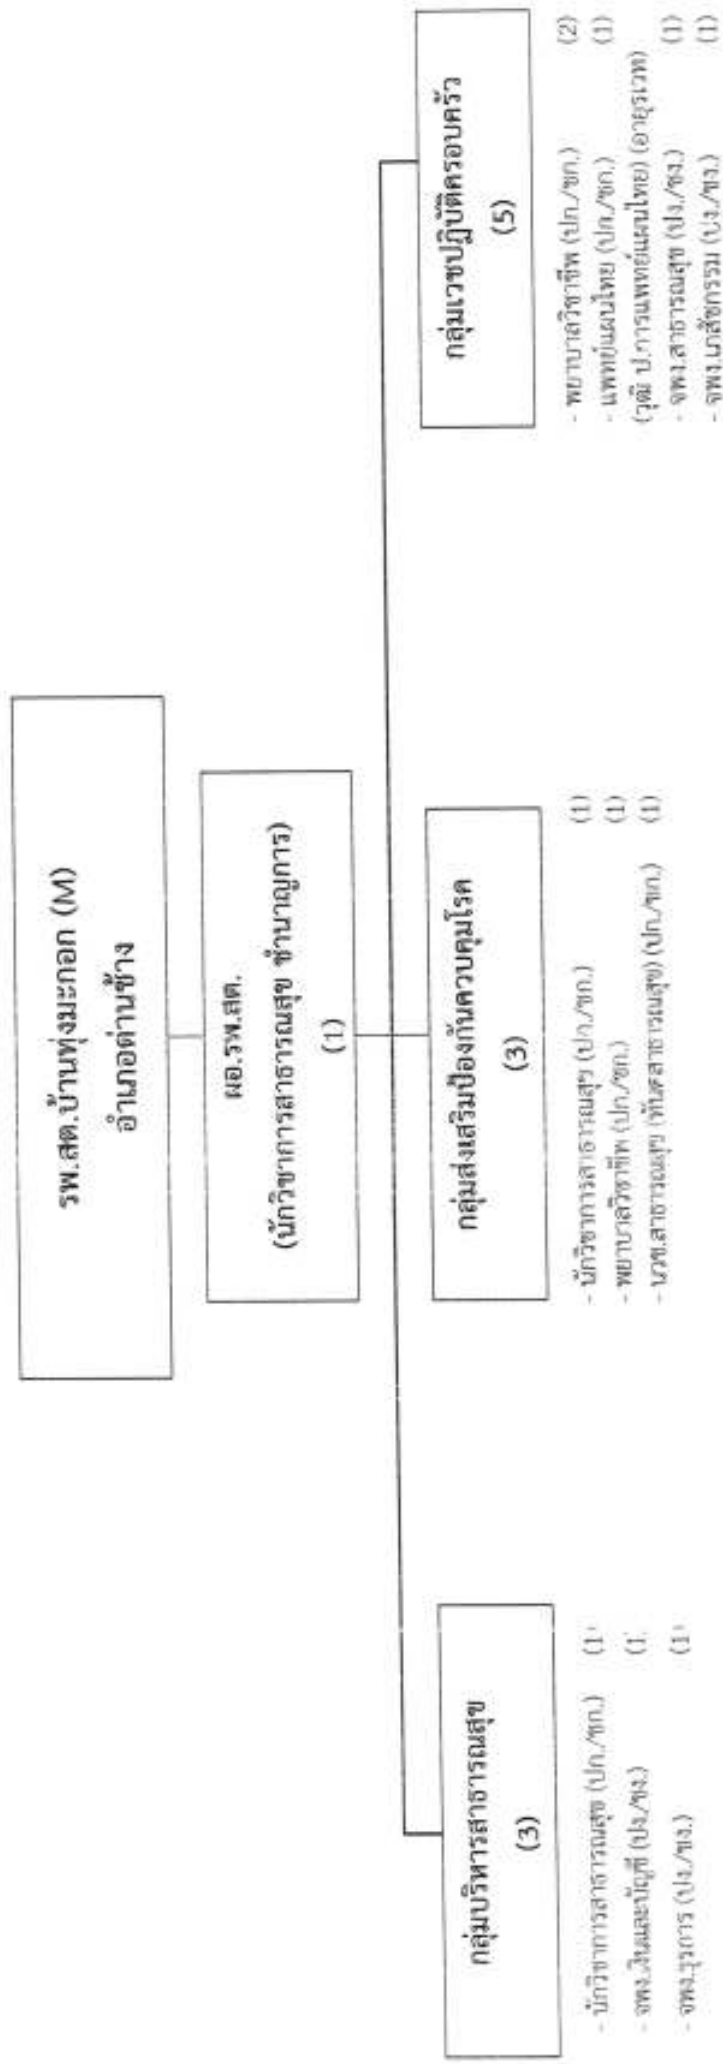 รพ.สต.บ้านทุ่งมะกอก (M)
อำเภอด่านช้าง
ผอ.รพ.สต.
(นักวิชาการสาธารณสุข ชำนาญการ)
(1)
กลุ่มบริหารสาธารณสุข
(3)
- นักวิชาการสาธารณสุข (ปก./ชก.) (1
- จพง.เงินและบัญชี (ปง./ชง.) (1
- จพง.ธุรการ (ปง./ชง.) (1
กลุ่มส่งเสริมป้องกันควบคุมโรค
(3)
- นักวิชาการสาธารณสุข (ปก./ชก.) (1)
- พยาบาลวิชาชีพ (ปก./ชก.) (1)
- นวช.สาธารณสุข (ทันตสาธารณสุข) (ปก./ชก.) (1)
กลุ่มเวชปฏิบัติครอบครัว
(5)
- พยาบาลวิชาชีพ (ปก./ชก.) (2)
- แพทย์แผนไทย (ปก./ชก.) (1)
(วุฒิ ป.การแพทย์แผนไทย) (อายุรเวท)
- จพง.สาธารณสุข (ปง./ชง.) (1)
- จพง.เภสัชกรรม (ปง./ชง.) (1)